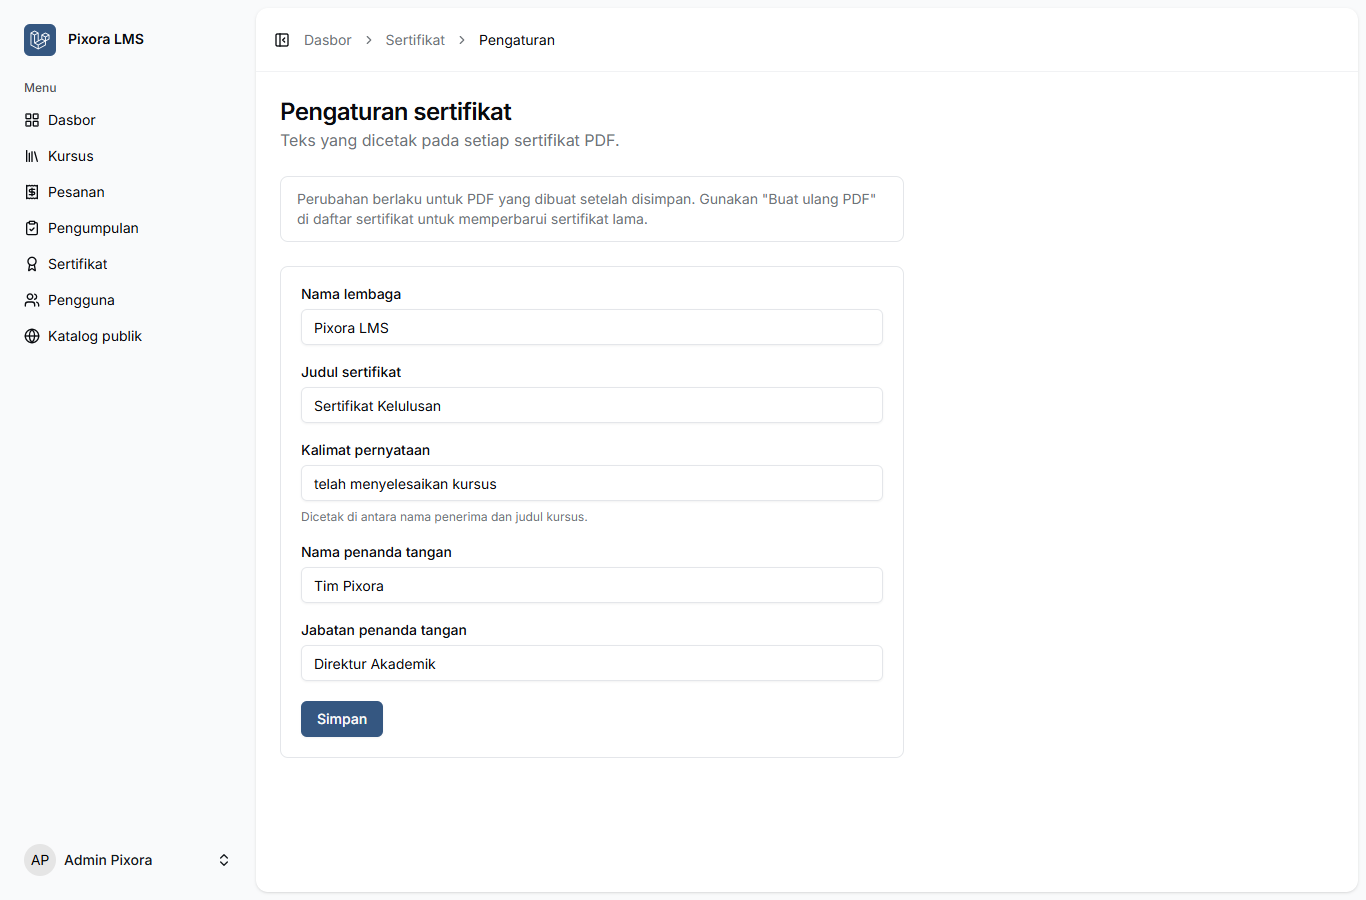 Pixora LMS
Dasbor
Sertifikat
Pengaturan
Menu
Dasbor
Kursus
Pesanan
Pengumpulan
Sertifikat
Pengguna
Katalog publik
Pengaturan sertifikat
Teks yang dicetak pada setiap sertifikat PDF.
Perubahan berlaku untuk PDF yang dibuat setelah disimpan. Gunakan "Buat ulang PDF"
di daftar sertifikat untuk memperbarui sertifikat lama.
Nama lembaga
Pixora LMS
Judul sertifikat
Sertifikat Kelulusan
Kalimat pernyataan
telah menyelesaikan kursus
Dicetak di antara nama penerima dan judul kursus.
Nama penanda tangan
Tim Pixora
Jabatan penanda tangan
Direktur Akademik
Simpan
AP Admin Pixora